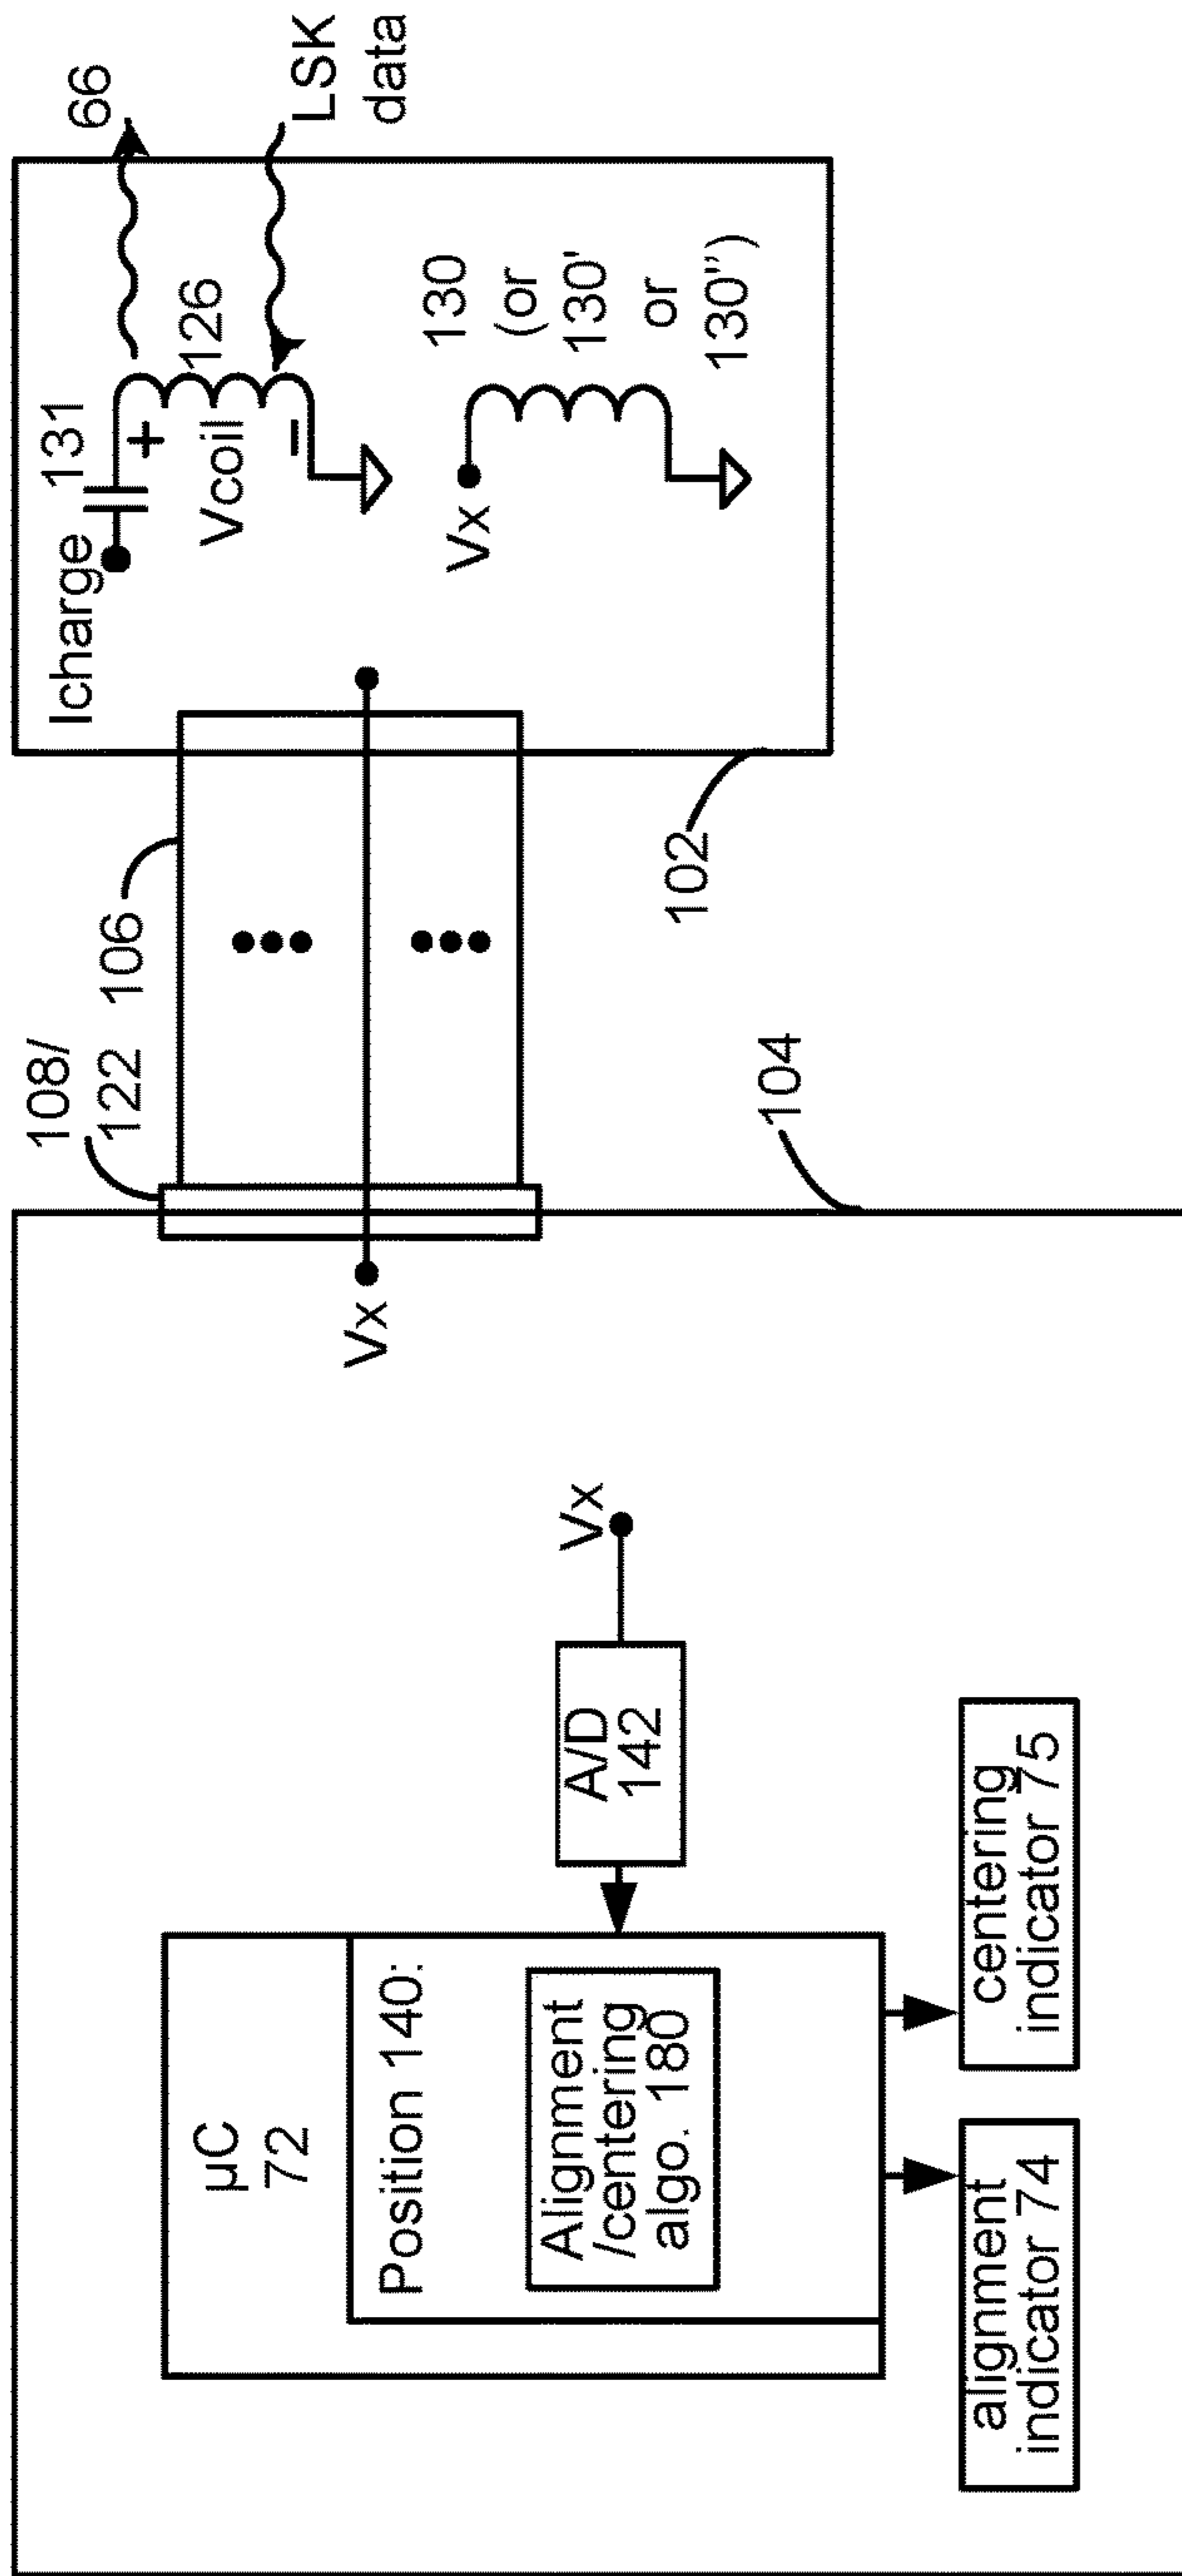 µC
72
Position 140:
Alignment
/centering
algo. 180
alignment
indicator 74
centering
indicator 75
A/D
142
Vx
Vx
108/
122
106
104
102
Icharge
131
+
Vcoil
–
126
66
LSK
data
Vx
130
(or
130'
or
130")